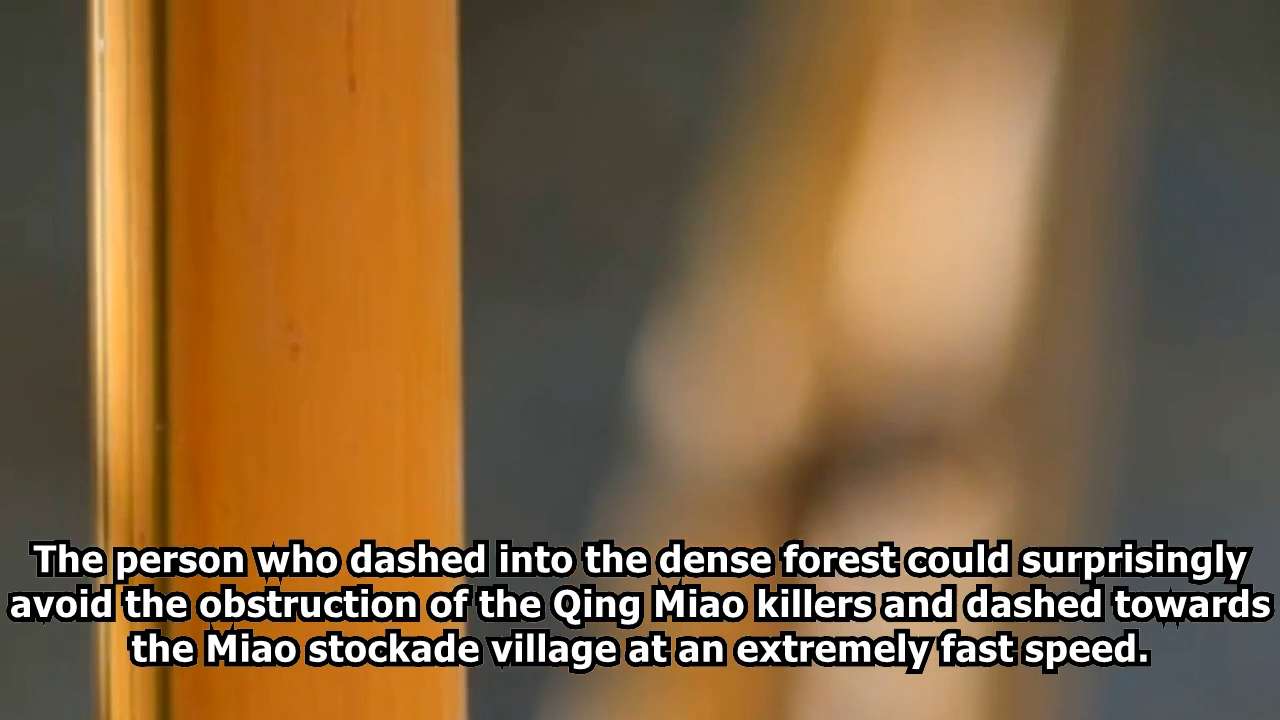 The person who dashed into the dense forest could surprisingly
avoid the obstruction of the Qing Miao killers and dashed towards
the Miao stockade village at an extremely fast speed.